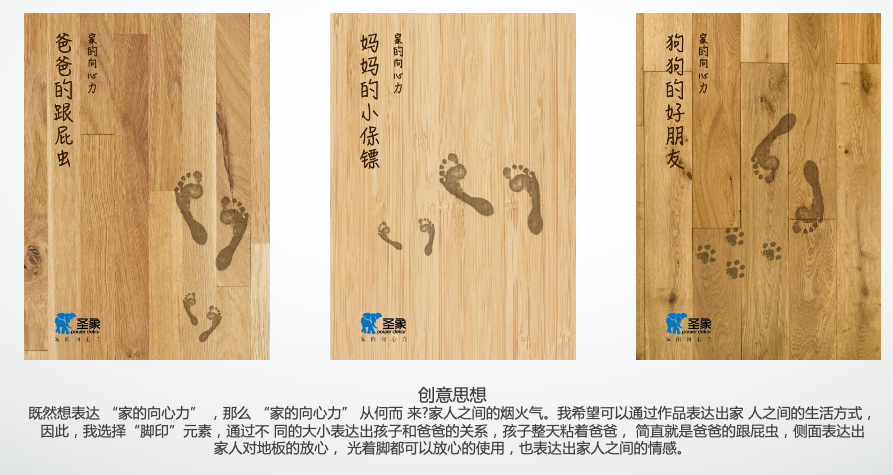 爸爸的跟屁虫
家的向心力
圣象
power dekor
家的向心力
妈妈的小保镖
家的向心力
圣象
power dekor
家的向心力
狗狗的好朋友
家的向心力
圣象
power dekor
家的向心力
创意思想
既然想表达 “家的向心力” ，那么 “家的向心力” 从何而 来?家人之间的烟火气。我希望可以通过作品表达出家 人之间的生活方式，
因此，我选择“脚印”元素，通过不 同的大小表达出孩子和爸爸的关系，孩子整天粘着爸爸， 简直就是爸爸的跟屁虫，侧面表达出
家人对地板的放心， 光着脚都可以放心的使用，也表达出家人之间的情感。